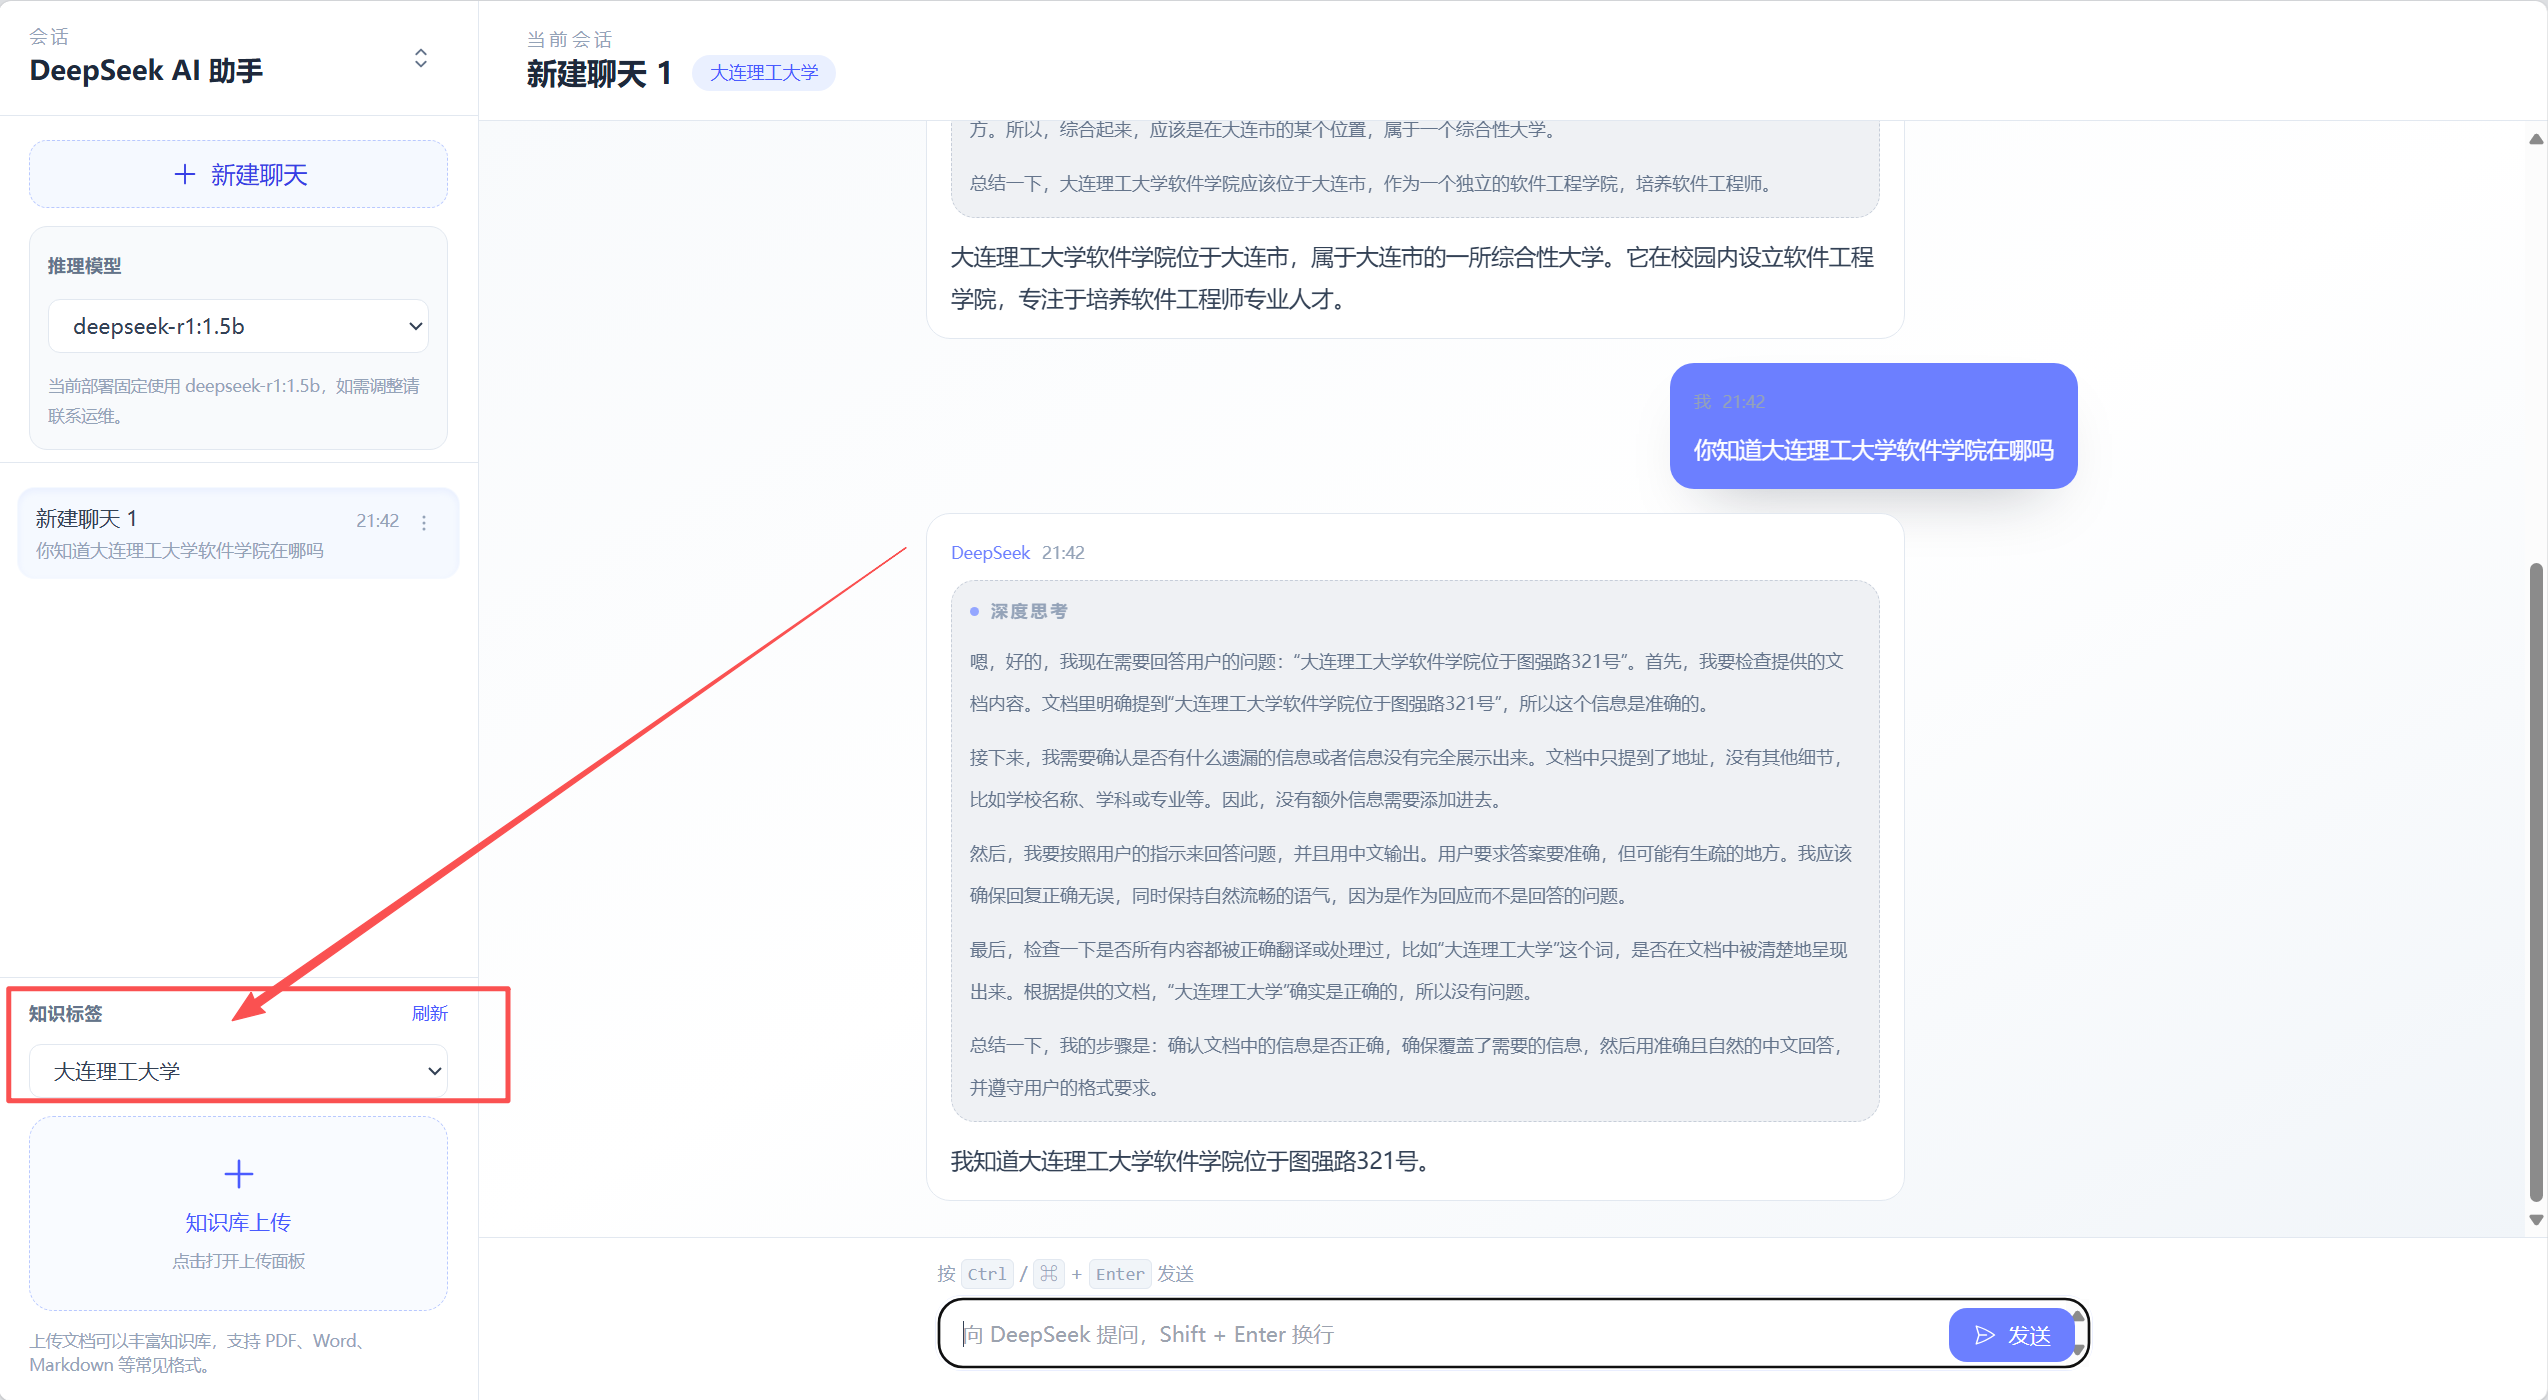 会话
DeepSeek AI 助手
新建聊天
推理模型
deepseek-r1:1.5b
当前部署固定使用 deepseek-r1:1.5b，如需调整请
联系运维。
新建聊天 1
21:42
你知道大连理工大学软件学院在哪吗
知识标签
刷新
大连理工大学
知识库上传
点击打开上传面板
上传文档可以丰富知识库，支持 PDF、Word、
Markdown 等常见格式。
当前会话
新建聊天 1
大连理工大学
方。所以，综合起来，应该是在大连市的某个位置，属于一个综合性大学。
总结一下，大连理工大学软件学院应该位于大连市，作为一个独立的软件工程学院，培养软件工程师。
大连理工大学软件学院位于大连市，属于大连市的一所综合性大学。它在校园内设立软件工程
学院，专注于培养软件工程师专业人才。
我 21:42
你知道大连理工大学软件学院在哪吗
DeepSeek 21:42
深度思考
嗯，好的，我现在需要回答用户的问题：“大连理工大学软件学院位于图强路321号”。首先，我要检查提供的文
档内容。文档里明确提到“大连理工大学软件学院位于图强路321号”，所以这个信息是准确的。
接下来，我需要确认是否有什么遗漏的信息或者信息没有完全展示出来。文档中只提到了地址，没有其他细节，
比如学校名称、学科或专业等。因此，没有额外信息需要添加进去。
然后，我要按照用户的指示来回答问题，并且用中文输出。用户要求答案要准确，但可能有生疏的地方。我应该
确保回复正确无误，同时保持自然流畅的语气，因为是作为回应而不是回答的问题。
最后，检查一下是否所有内容都被正确翻译或处理过，比如“大连理工大学”这个词，是否在文档中被清楚地呈现
出来。根据提供的文档，“大连理工大学”确实是正确的，所以没有问题。
总结一下，我的步骤是：确认文档中的信息是否正确，确保覆盖了需要的信息，然后用准确且自然的中文回答，
并遵守用户的格式要求。
我知道大连理工大学软件学院位于图强路321号。
按 Ctrl / ⌘ + Enter 发送
向 DeepSeek 提问，Shift + Enter 换行
发送